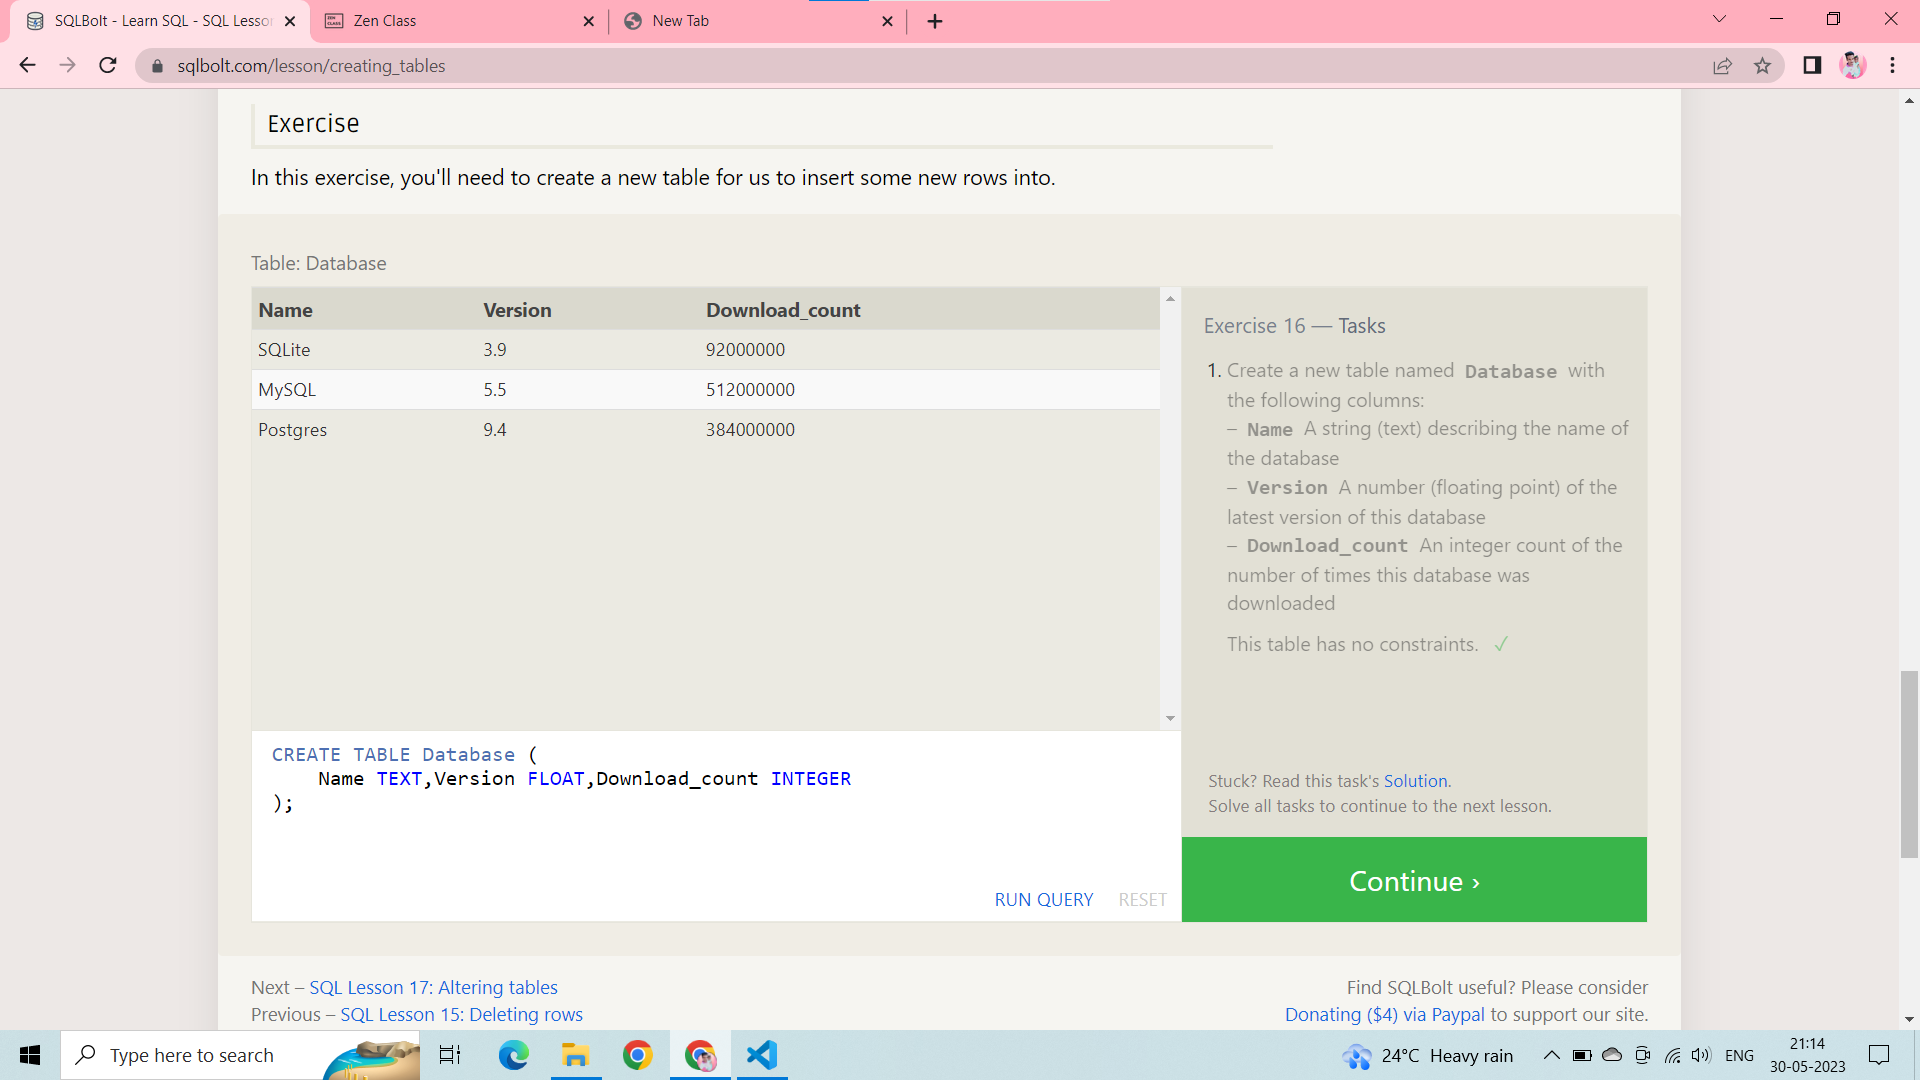 SQLBolt - Learn SQL - SQL Lesson
Zen Class
New Tab
sqlbolt.com/lesson/creating_tables
Exercise
In this exercise, you'll need to create a new table for us to insert some new rows into.
Table: Database
Name Version Download_count
SQLite 3.9 92000000
MySQL 5.5 512000000
Postgres 9.4 384000000
Exercise 16 — Tasks
1. Create a new table named Database with
the following columns:
– Name A string (text) describing the name of
the database
– Version A number (floating point) of the
latest version of this database
– Download_count An integer count of the
number of times this database was
downloaded
This table has no constraints. ✓
CREATE TABLE Database (
Name TEXT,Version FLOAT,Download_count INTEGER
);
RUN QUERY RESET
Stuck? Read this task's Solution.
Solve all tasks to continue to the next lesson.
Continue ›
Next – SQL Lesson 17: Altering tables
Previous – SQL Lesson 15: Deleting rows
Find SQLBolt useful? Please consider
Donating ($4) via Paypal to support our site.
Type here to search
24°C Heavy rain
ENG
21:14
30-05-2023